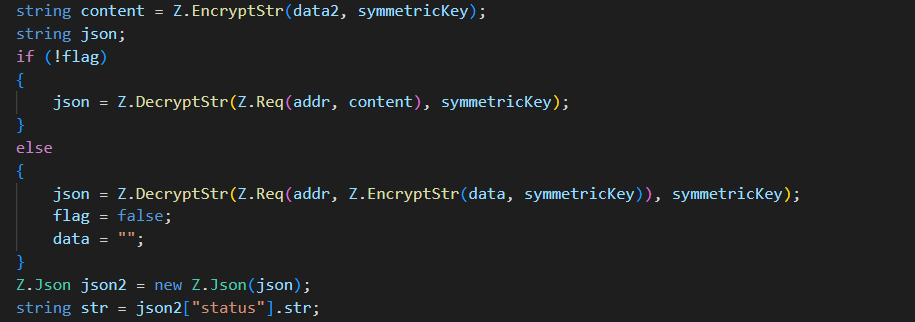 string content = Z.EncryptStr(data2, symmetricKey);
string json;
if (!flag)
{
    json = Z.DecryptStr(Z.Req(addr, content), symmetricKey);
}
else
{
    json = Z.DecryptStr(Z.Req(addr, Z.EncryptStr(data, symmetricKey)), symmetricKey);
    flag = false;
    data = "";
}
Z.Json json2 = new Z.Json(json);
string str = json2["status"].str;